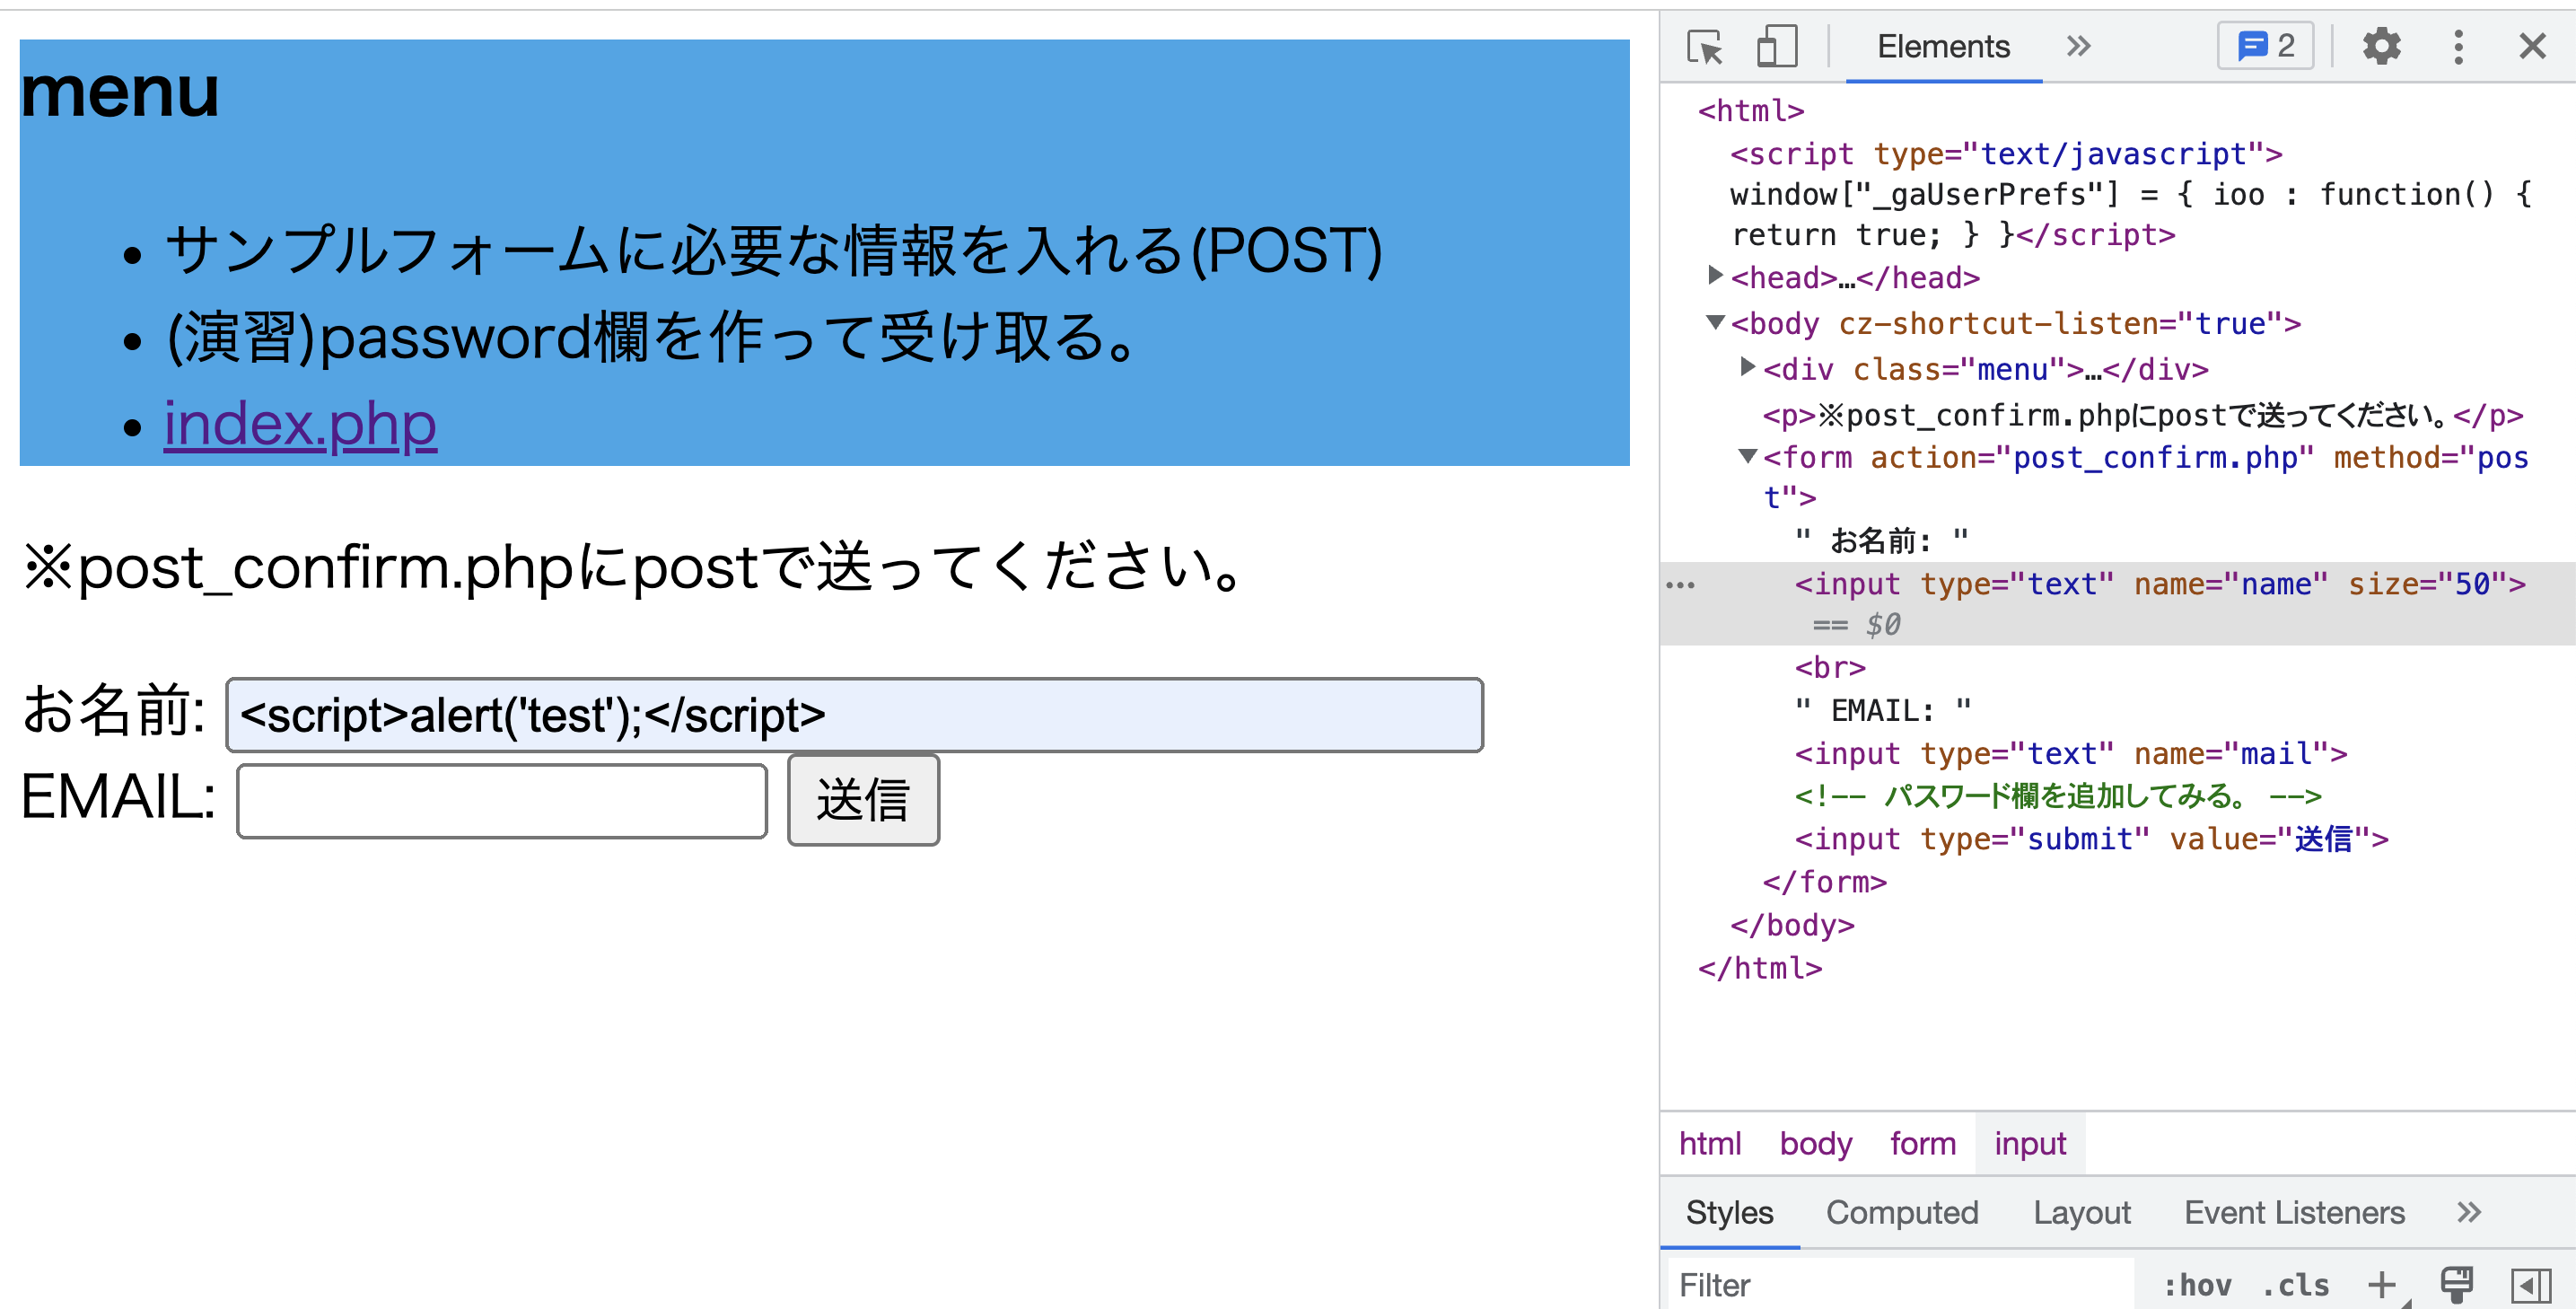 menu
• サンプルフォームに必要な情報を入れる(POST)
• (演習)password欄を作って受け取る。
• index.php
※post_confirm.phpにpostで送ってください。
お名前: <script>alert('test');</script>
EMAIL: 送信
Elements » 2
<html>
<script type="text/javascript">
window["_gaUserPrefs"] = { ioo : function() {
return true; } }</script>
<head>…</head>
<body cz-shortcut-listen="true">
<div class="menu">…</div>
<p>※post_confirm.phpにpostで送ってください。</p>
<form action="post_confirm.php" method="pos
t">
" お名前: "
<input type="text" name="name" size="50">
== $0
<br>
" EMAIL: "
<input type="text" name="mail">
<!-- パスワード欄を追加してみる。 -->
<input type="submit" value="送信">
</form>
</body>
</html>
html body form input
Styles Computed Layout Event Listeners »
Filter :hov .cls +